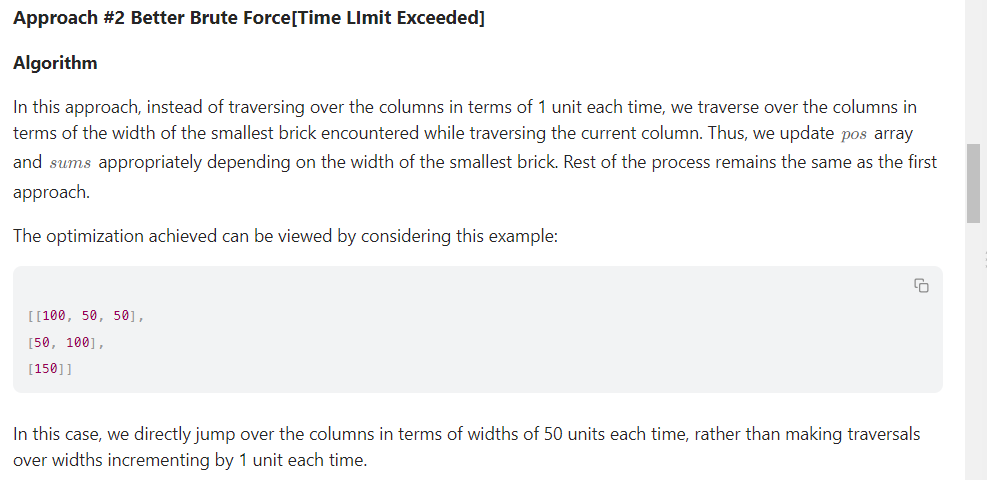 Approach #2 Better Brute Force[Time LImit Exceeded]
Algorithm
In this approach, instead of traversing over the columns in terms of 1 unit each time, we traverse over the columns in
terms of the width of the smallest brick encountered while traversing the current column. Thus, we update pos array
and sums appropriately depending on the width of the smallest brick. Rest of the process remains the same as the first
approach.
The optimization achieved can be viewed by considering this example:
[[100, 50, 50],
[50, 100],
[150]]
In this case, we directly jump over the columns in terms of widths of 50 units each time, rather than making traversals
over widths incrementing by 1 unit each time.